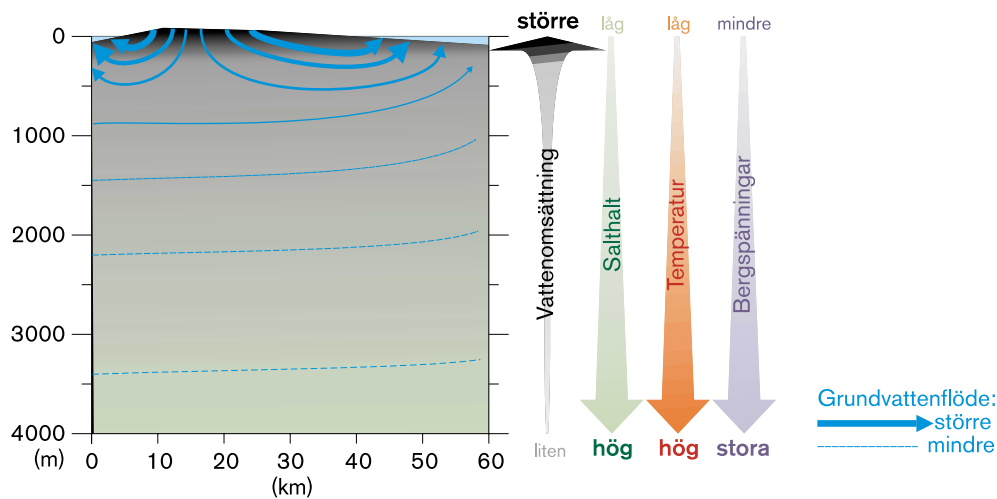 större
låg
låg
mindre
0
1000
2000
3000
4000
(m)
0
10
20
30
40
50
60
(km)
Vattenomsättning
Salthalt
Temperatur
Bergspänningar
liten
hög
hög
stora
Grundvattenflöde:
större
mindre